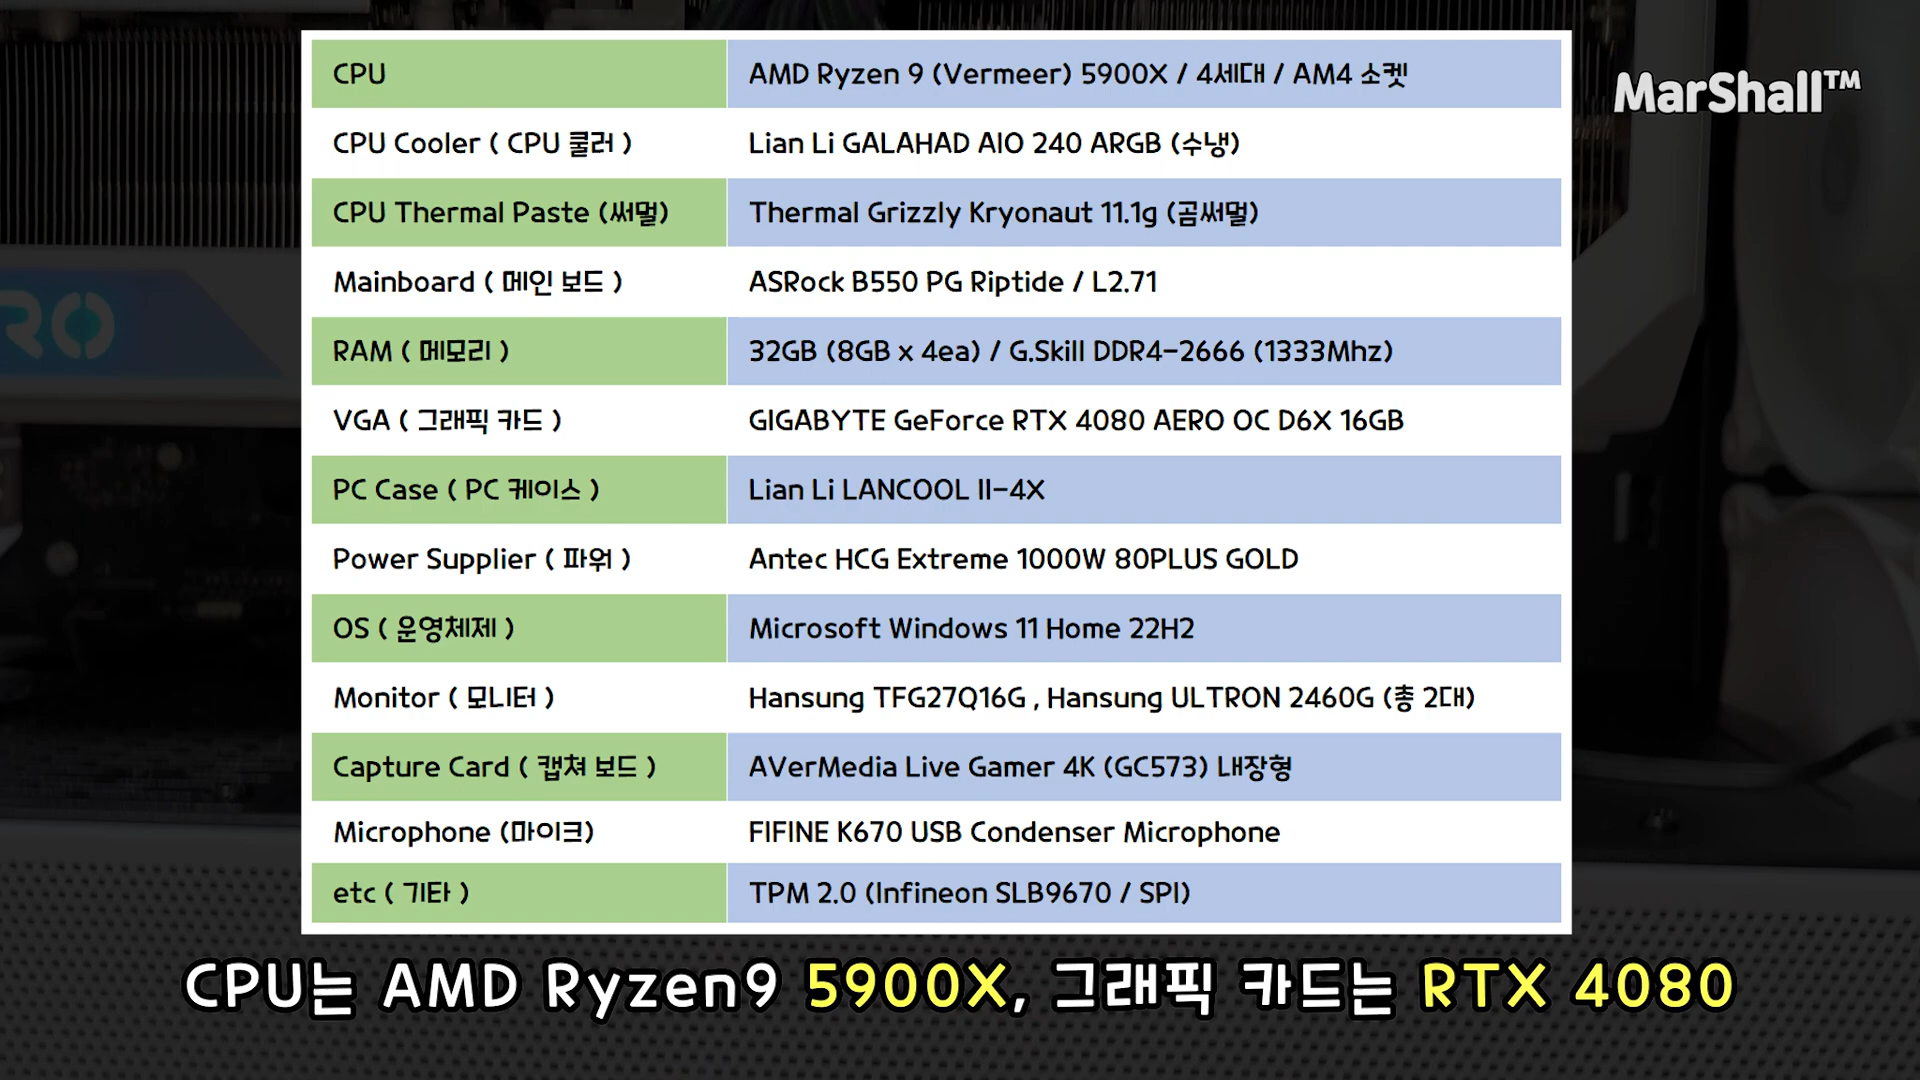 CPU AMD Ryzen 9 (Vermeer) 5900X / 4세대 / AM4 소켓
MarShall™
CPU Cooler ( CPU 쿨러 ) Lian Li GALAHAD AIO 240 ARGB (수냉)
CPU Thermal Paste (써멀) Thermal Grizzly Kryonaut 11.1g (곰써멀)
Mainboard ( 메인 보드 ) ASRock B550 PG Riptide / L2.71
RO
RAM ( 메모리 ) 32GB (8GB x 4ea) / G.Skill DDR4-2666 (1333Mhz)
VGA ( 그래픽 카드 ) GIGABYTE GeForce RTX 4080 AERO OC D6X 16GB
PC Case ( PC 케이스 ) Lian Li LANCOOL II-4X
Power Supplier ( 파워 ) Antec HCG Extreme 1000W 80PLUS GOLD
OS ( 운영체제 ) Microsoft Windows 11 Home 22H2
Monitor ( 모니터 ) Hansung TFG27Q16G , Hansung ULTRON 2460G (총 2대)
Capture Card ( 캡쳐 보드 ) AVerMedia Live Gamer 4K (GC573) 내장형
Microphone (마이크) FIFINE K670 USB Condenser Microphone
etc ( 기타 ) TPM 2.0 (Infineon SLB9670 / SPI)
CPU는 AMD Ryzen9 5900X, 그래픽 카드는 RTX 4080